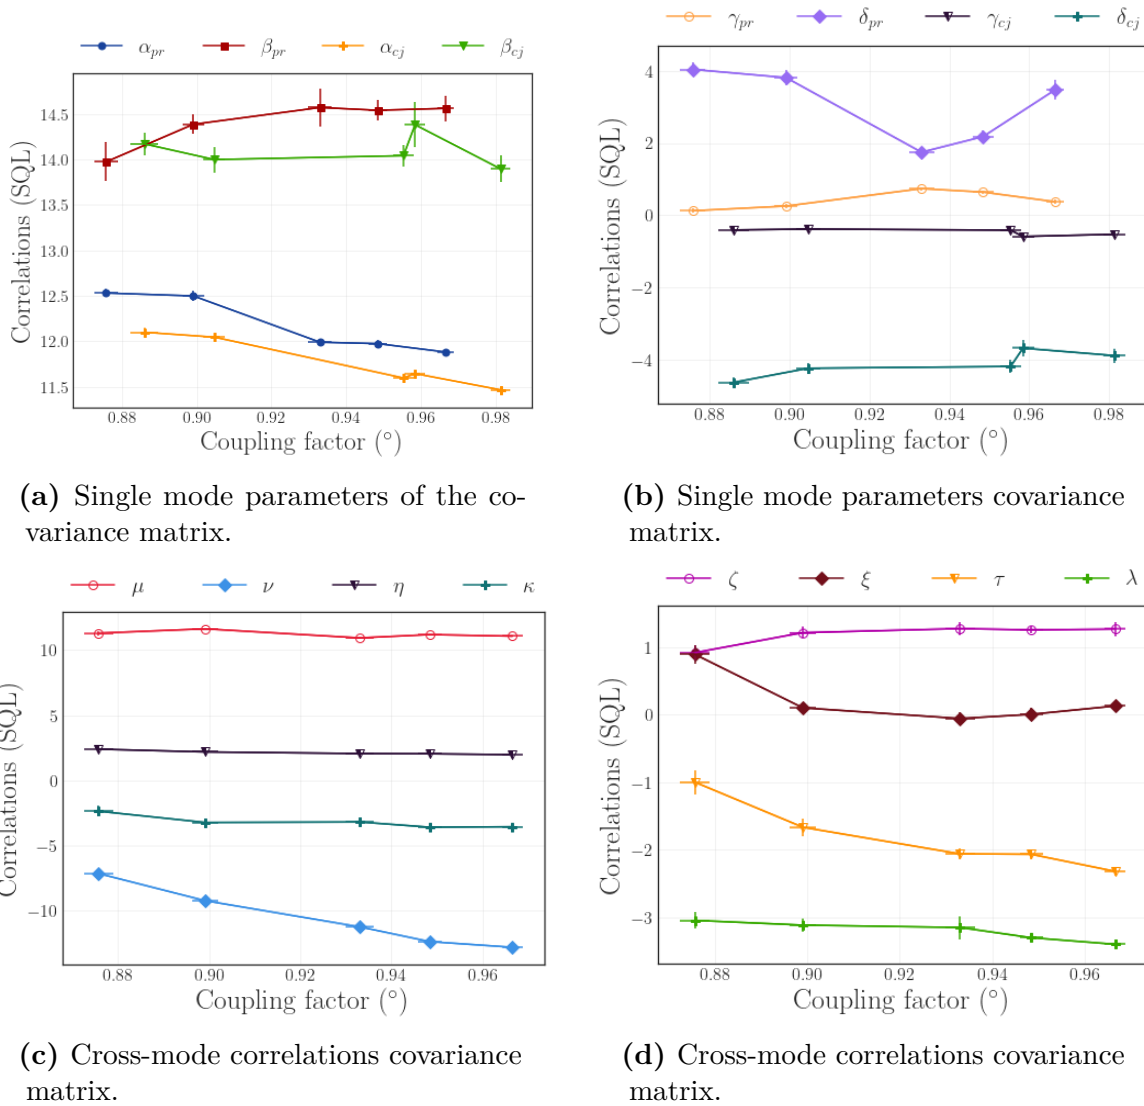 α_pr β_pr α_cj β_cj
14.5
14.0
13.5
13.0
12.5
12.0
11.5
Correlations (SQL)
0.88 0.90 0.92 0.94 0.96 0.98
Coupling factor (°)
(a) Single mode parameters of the co-
variance matrix.
γ_pr δ_pr γ_cj δ_cj
4
2
0
−2
−4
Correlations (SQL)
0.88 0.90 0.92 0.94 0.96 0.98
Coupling factor (°)
(b) Single mode parameters covariance
matrix.
μ ν η κ
10
5
0
−5
−10
Correlations (SQL)
0.88 0.90 0.92 0.94 0.96
Coupling factor (°)
(c) Cross-mode correlations covariance
matrix.
ζ ξ τ λ
1
0
−1
−2
−3
Correlations (SQL)
0.88 0.90 0.92 0.94 0.96
Coupling factor (°)
(d) Cross-mode correlations covariance
matrix.